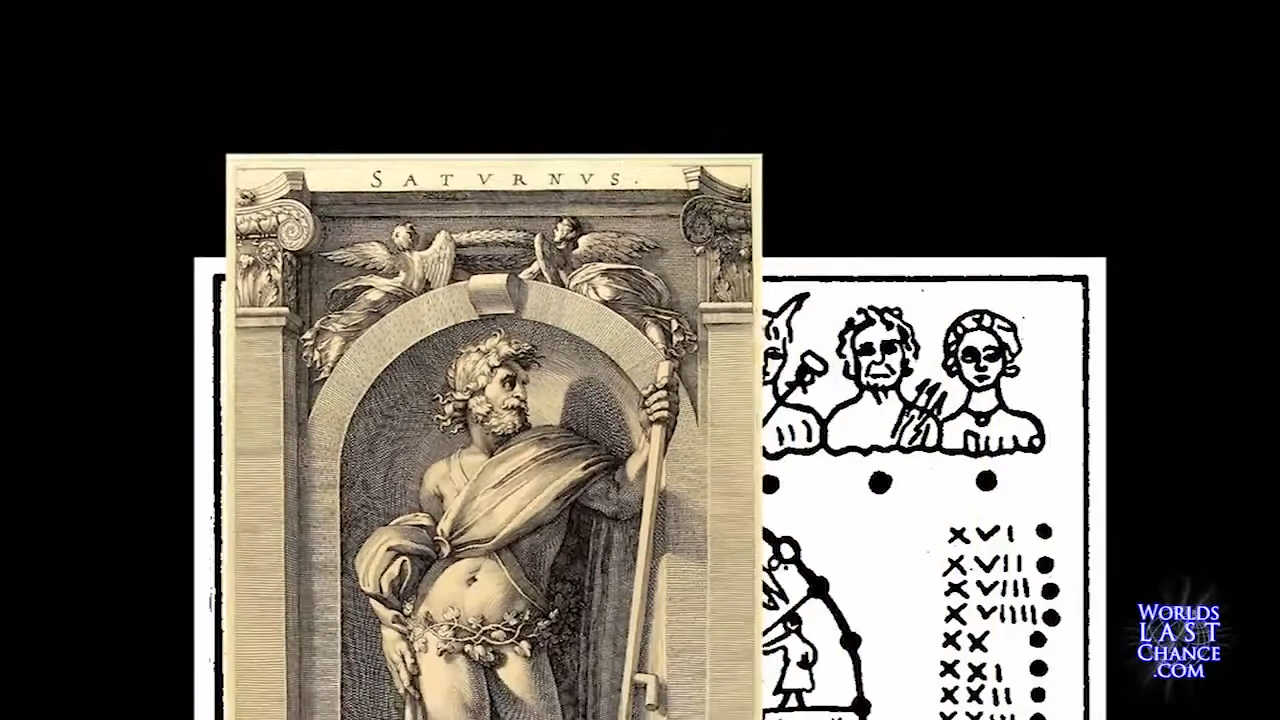 SATVRNVS.
XVI
XVII
XVIII
XVIIII
XX
XXI
XXII
WORLDS
LAST
CHANCE
.COM